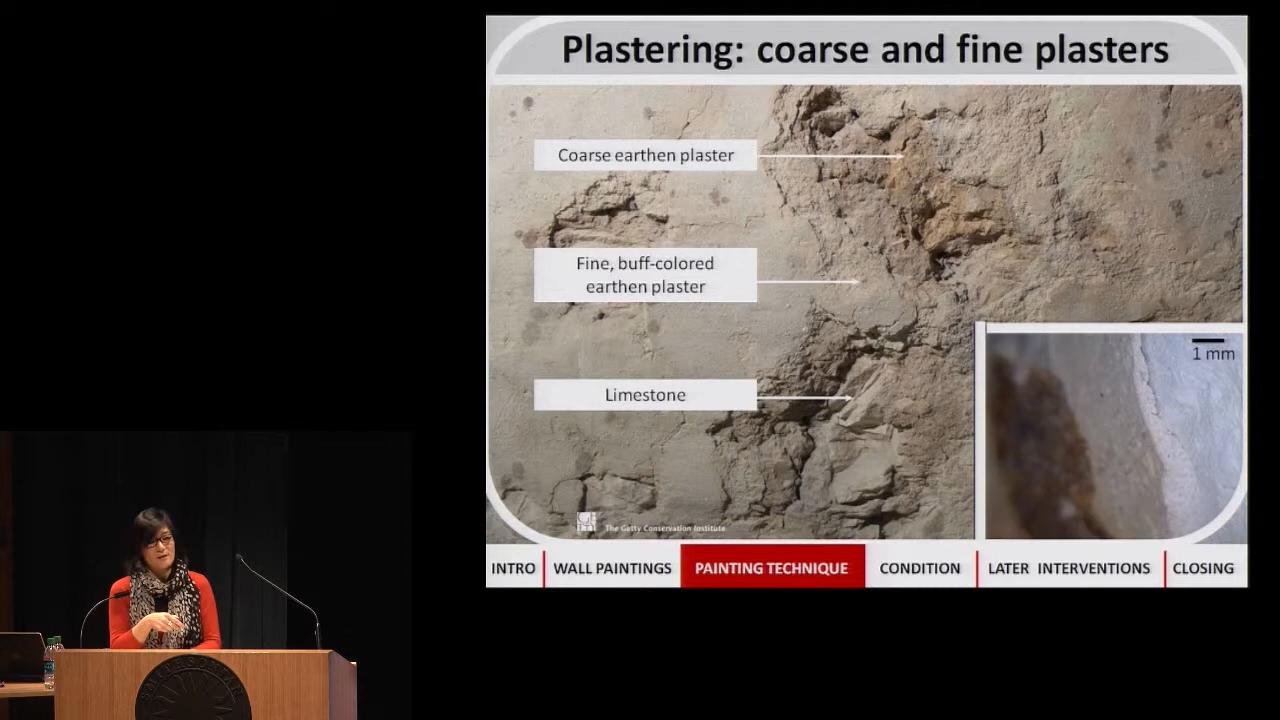 Plastering: coarse and fine plasters
Coarse earthen plaster
Fine, buff-colored
earthen plaster
Limestone
1 mm
The Getty Conservation Institute
INTRO
WALL PAINTINGS
PAINTING TECHNIQUE
CONDITION
LATER INTERVENTIONS
CLOSING
SMITHSONIAN